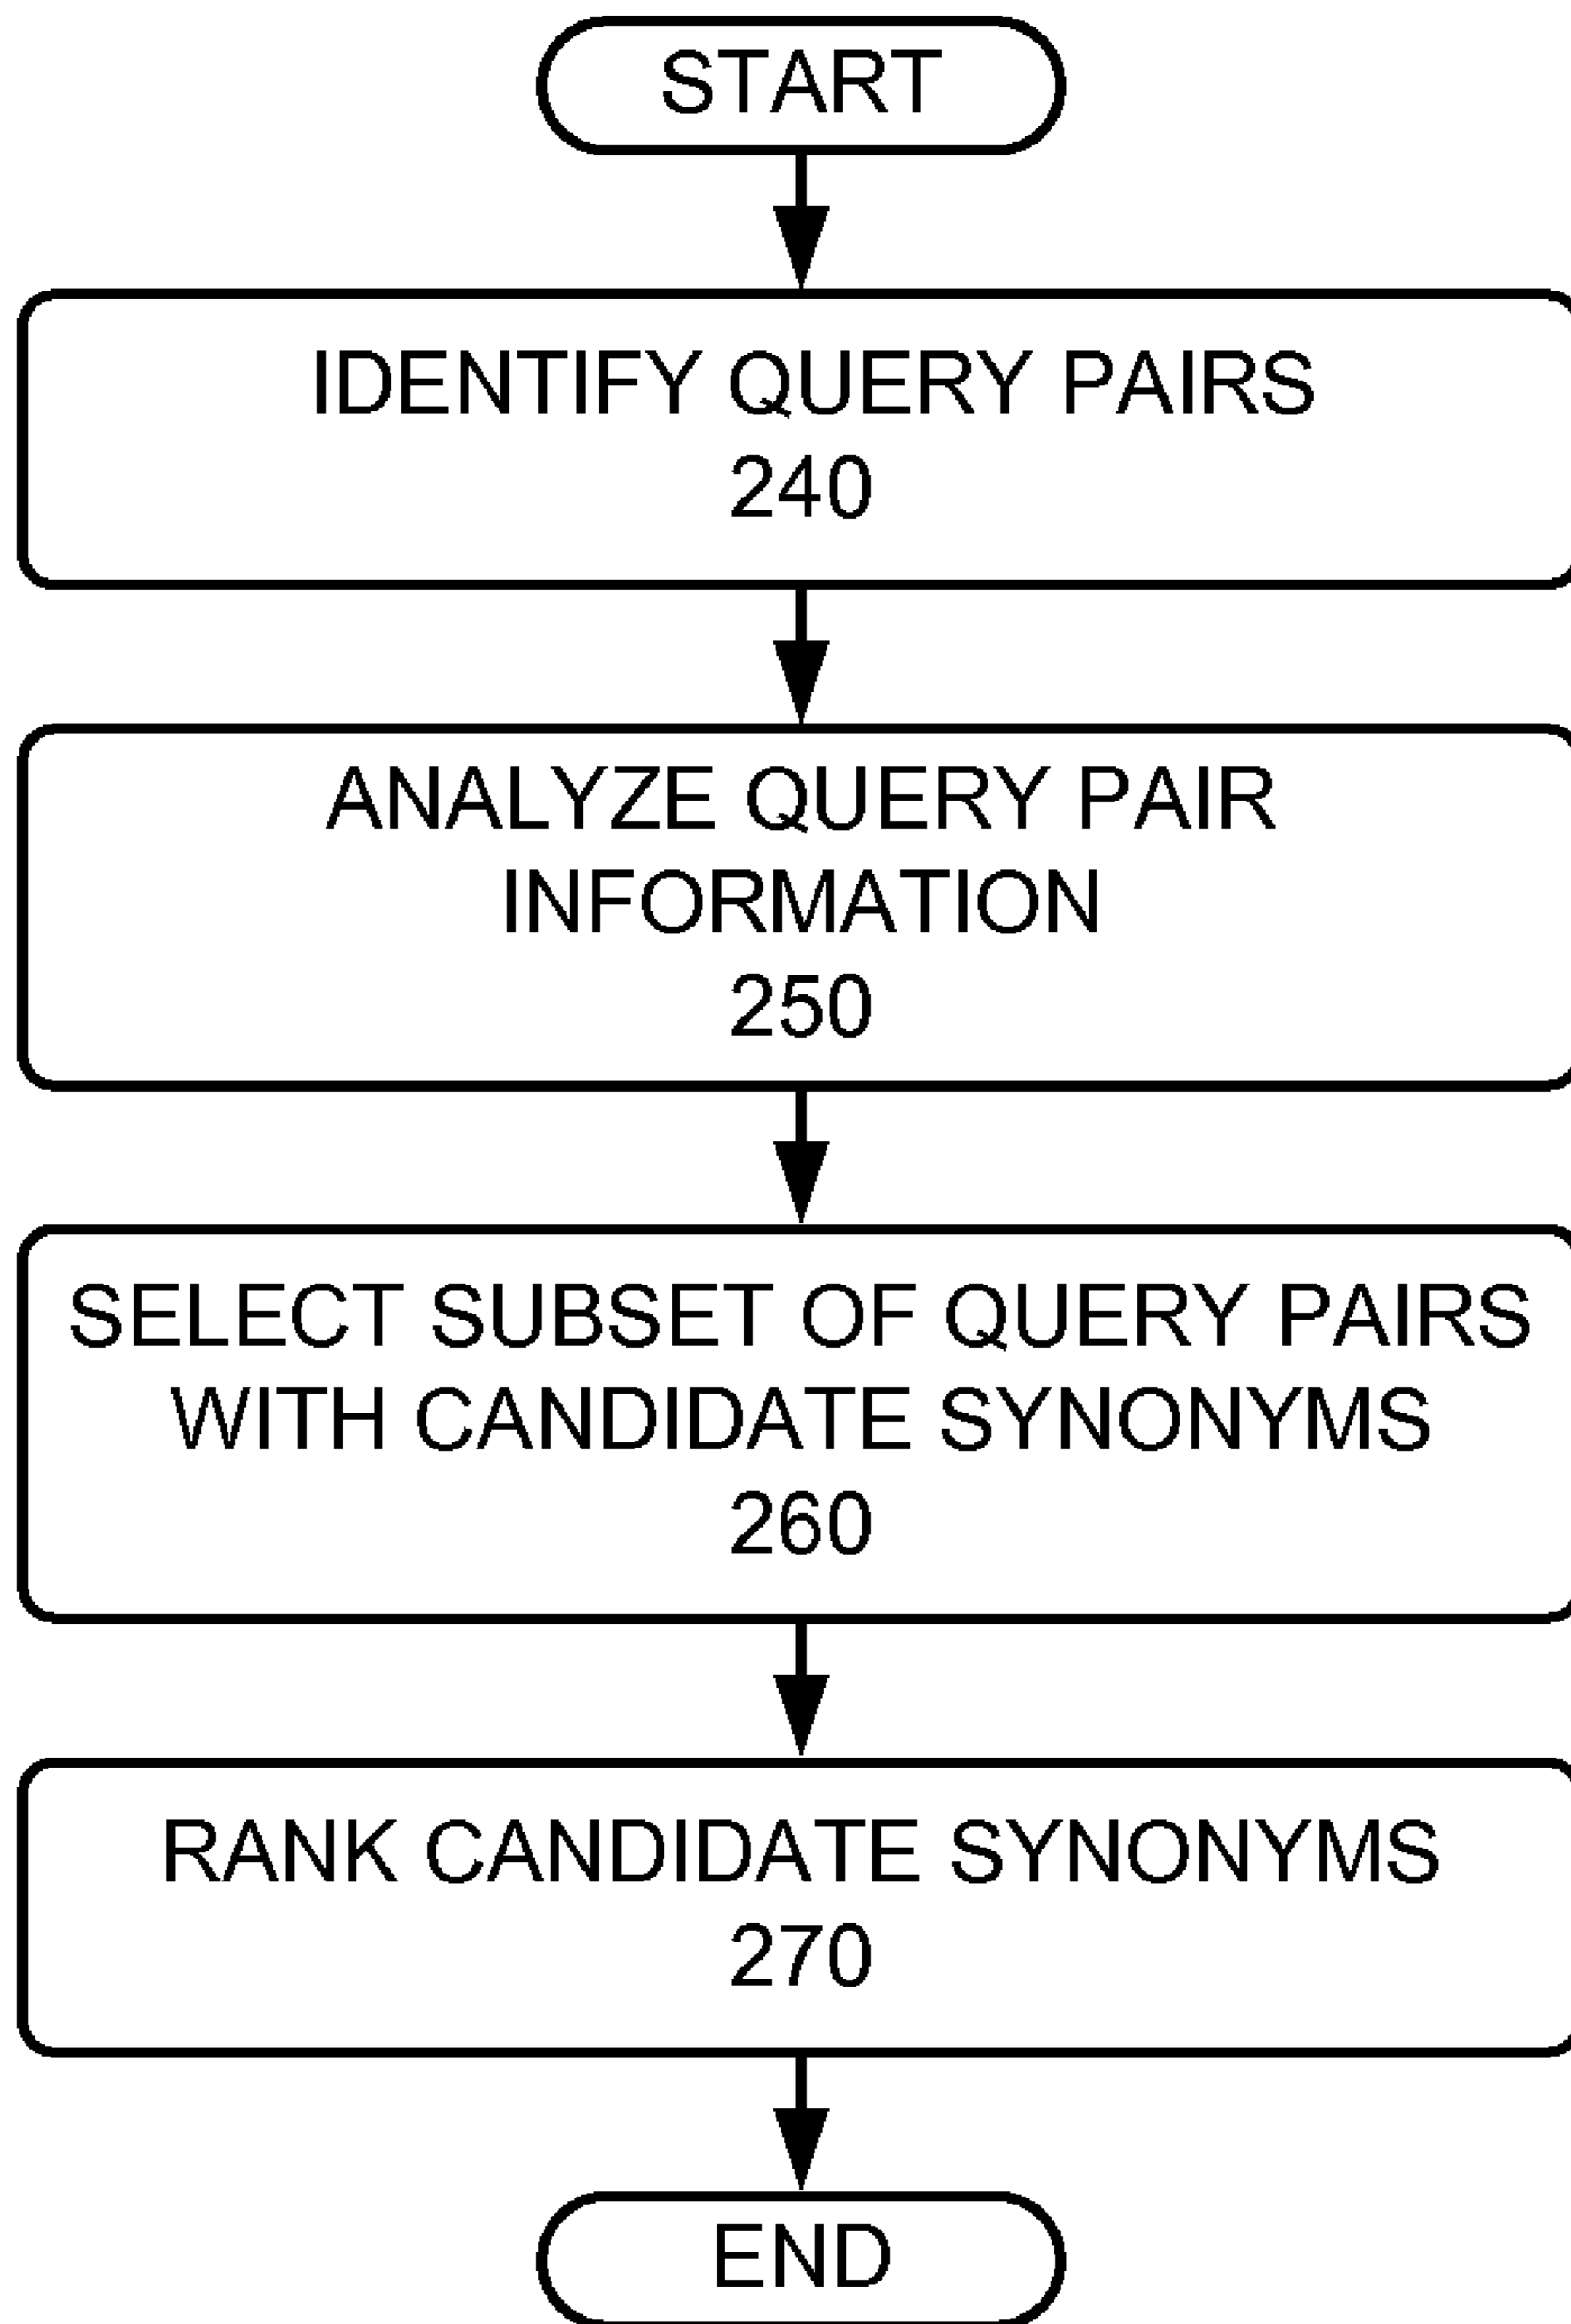 START
IDENTIFY QUERY PAIRS
240
ANALYZE QUERY PAIR
INFORMATION
250
SELECT SUBSET OF QUERY PAIRS
WITH CANDIDATE SYNONYMS
260
RANK CANDIDATE SYNONYMS
270
END